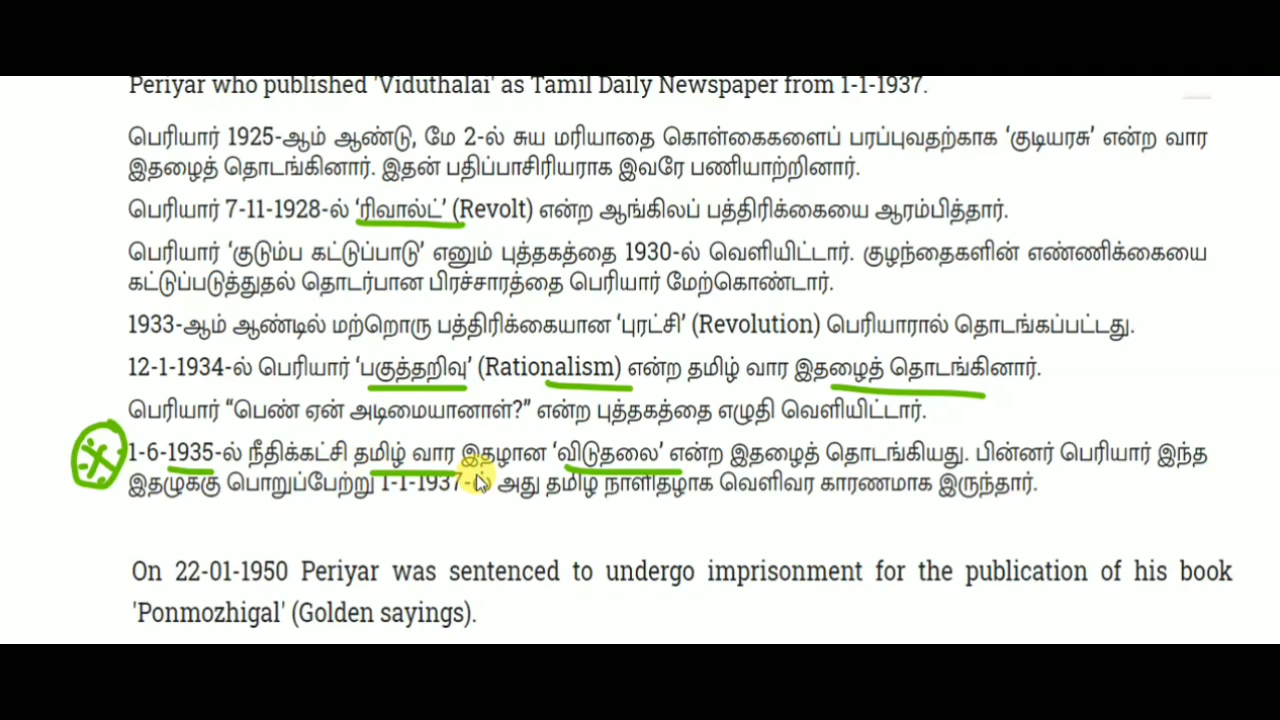 Periyar who published 'Viduthalai' as Tamil Daily Newspaper from 1-1-1937.
பெரியார் 1925-ஆம் ஆண்டு, மே 2-ல் சுய மரியாதை கொள்கைகளைப் பரப்புவதற்காக ‘குடியரசு’ என்ற வார
இதழைத் தொடங்கினார். இதன் பதிப்பாசிரியராக இவரே பணியாற்றினார்.
பெரியார் 7-11-1928-ல் ‘ரிவால்ட்’ (Revolt) என்ற ஆங்கிலப் பத்திரிக்கையை ஆரம்பித்தார்.
பெரியார் ‘குடும்ப கட்டுப்பாடு’ எனும் புத்தகத்தை 1930-ல் வெளியிட்டார். குழந்தைகளின் எண்ணிக்கையை
கட்டுப்படுத்துதல் தொடர்பான பிரச்சாரத்தை பெரியார் மேற்கொண்டார்.
1933-ஆம் ஆண்டில் மற்றொரு பத்திரிக்கையான ‘புரட்சி’ (Revolution) பெரியாரால் தொடங்கப்பட்டது.
12-1-1934-ல் பெரியார் ‘பகுத்தறிவு’ (Rationalism) என்ற தமிழ் வார இதழைத் தொடங்கினார்.
பெரியார் “பெண் ஏன் அடிமையானாள்?” என்ற புத்தகத்தை எழுதி வெளியிட்டார்.
1-6-1935-ல் நீதிக்கட்சி தமிழ் வார இதழான ‘விடுதலை’ என்ற இதழைத் தொடங்கியது. பின்னர் பெரியார் இந்த
இதழுக்கு பொறுப்பேற்று 1-1-1937- அது தமிழ் நாளிதழாக வெளிவர காரணமாக இருந்தார்.
On 22-01-1950 Periyar was sentenced to undergo imprisonment for the publication of his book
'Ponmozhigal' (Golden sayings).